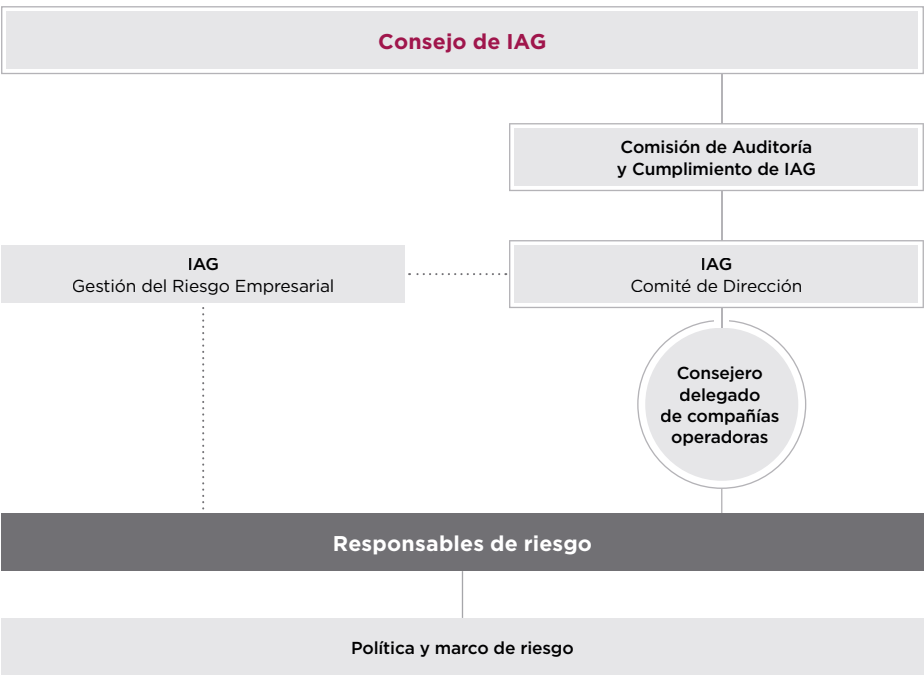 Consejo de IAG
Comisión de Auditoría
y Cumplimiento de IAG
IAG
Gestión del Riesgo Empresarial
IAG
Comité de Dirección
Consejero
delegado
de compañías
operadoras
Responsables de riesgo
Política y marco de riesgo